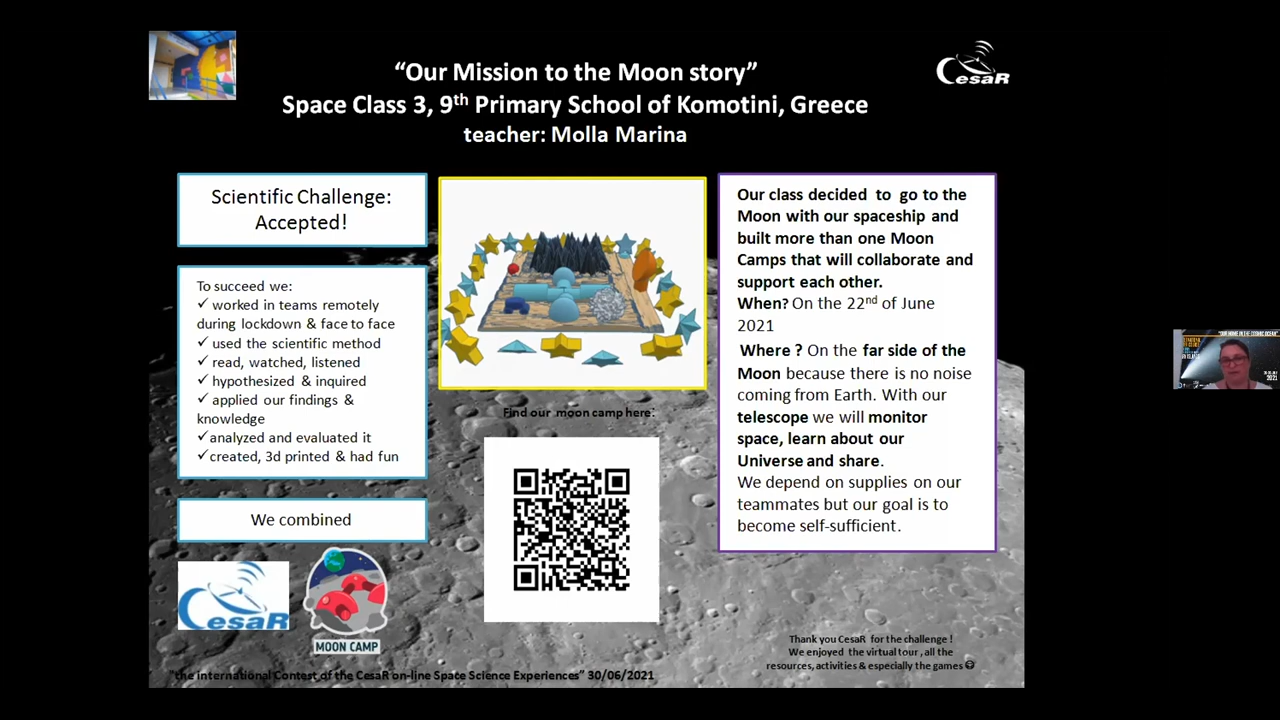 “Our Mission to the Moon story”
Space Class 3, 9th Primary School of Komotini, Greece
teacher: Molla Marina
CesaR
Scientific Challenge:
Accepted!
To succeed we:
✓ worked in teams remotely
during lockdown & face to face
✓ used the scientific method
✓ read, watched, listened
✓ hypothesized & inquired
✓ applied our findings &
knowledge
✓analyzed and evaluated it
✓created, 3d printed & had fun
We combined
CesaR
MOON CAMP
Find our moon camp here:
Our class decided to go to the
Moon with our spaceship and
built more than one Moon
Camps that will collaborate and
support each other.
When? On the 22nd of June
2021
Where ? On the far side of the
Moon because there is no noise
coming from Earth. With our
telescope we will monitor
space, learn about our
Universe and share.
We depend on supplies on our
teammates but our goal is to
become self-sufficient.
Thank you CesaR for the challenge !
We enjoyed the virtual tour , all the
resources, activities & especially the games
“the international Contest of the CesaR on-line Space Science Experiences” 30/06/2021
2021